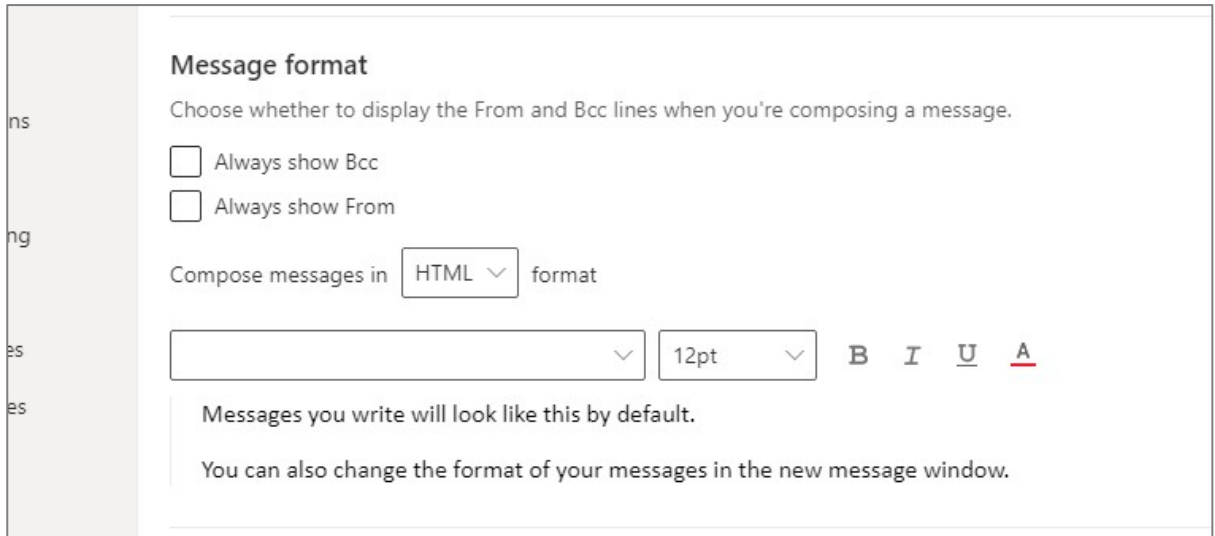 Message format
Choose whether to display the From and Bcc lines when you're composing a message.
ns
Always show Bcc
Always show From
ng
Compose messages in HTML format
12pt B I U A
es
Messages you write will look like this by default.
es
You can also change the format of your messages in the new message window.